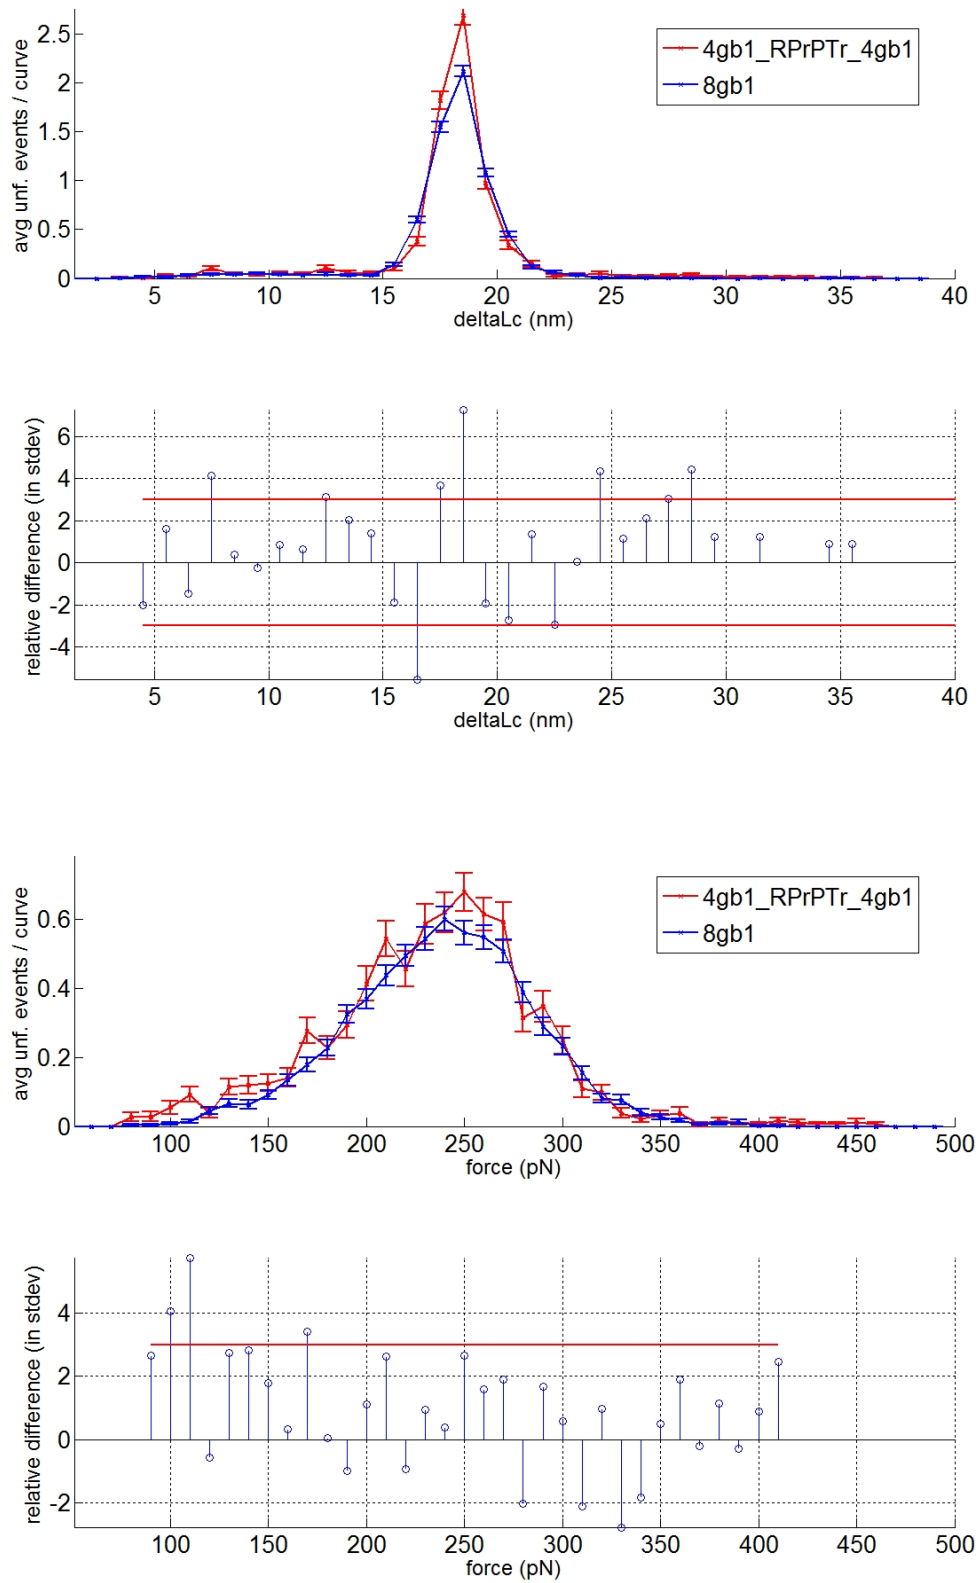 avg unf. events / curve
2.5
2
1.5
1
0.5
0
4gb1_RPrPTr_4gb1
8gb1
5 10 15 20 25 30 35 40
deltaLc (nm)
relative difference (in stdev)
6
4
2
0
-2
-4
5 10 15 20 25 30 35 40
deltaLc (nm)
avg unf. events / curve
0.6
0.4
0.2
0
4gb1_RPrPTr_4gb1
8gb1
100 150 200 250 300 350 400 450 500
force (pN)
relative difference (in stdev)
4
2
0
-2
100 150 200 250 300 350 400 450 500
force (pN)